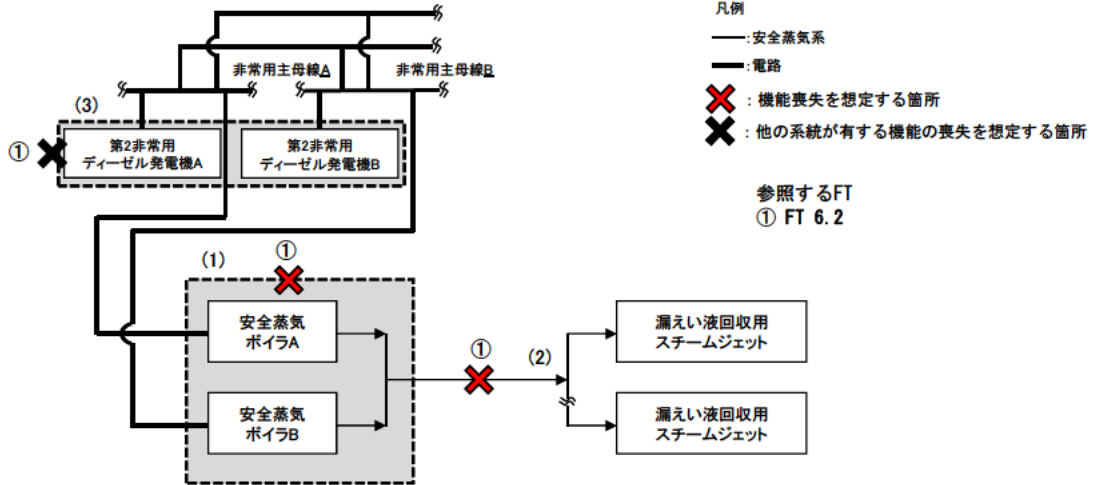 凡例
:安全蒸気系
:電路
:機能喪失を想定する箇所
:他の系統が有する機能の喪失を想定する箇所
参照するFT
① FT 6.2
非常用主母線A
非常用主母線B
(3)
①
第2非常用
ディーゼル発電機A
第2非常用
ディーゼル発電機B
(1)
①
安全蒸気
ボイラA
安全蒸気
ボイラB
①
(2)
漏えい液回収用
スチームジェット
漏えい液回収用
スチームジェット